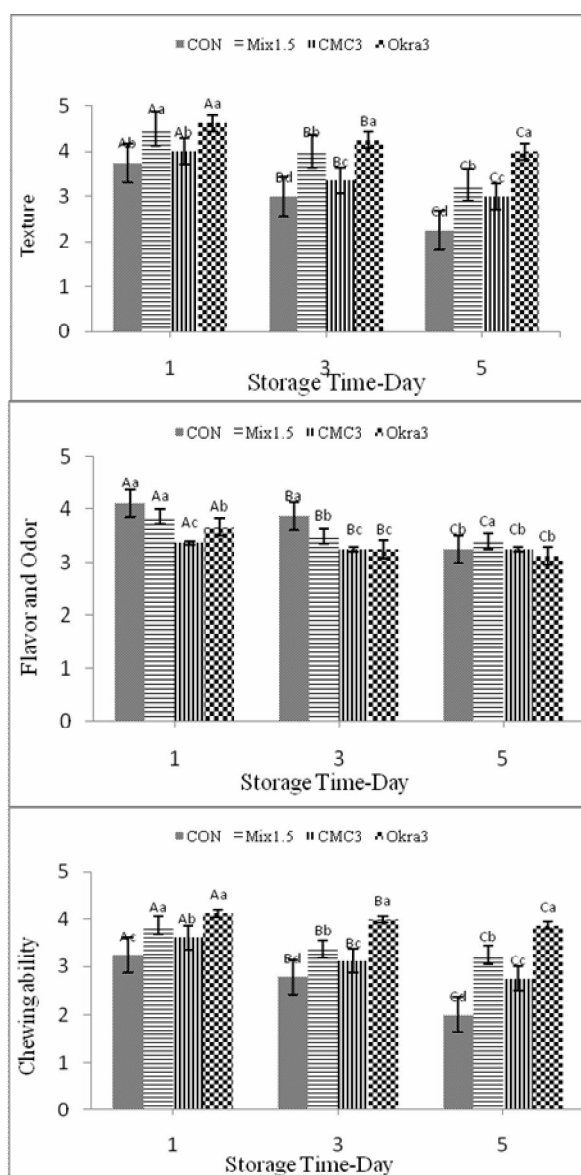 CON Mix1.5 CMC3 Okra3
Texture
5
4
3
2
1
0
Ab Aa Ab Aa
Bd Bb Bc Ba
Cd Cb Cc Ca
1 3 5
Storage Time-Day
CON Mix1.5 CMC3 Okra3
Flavor and Odor
5
4
3
2
1
0
Aa Aa Ac Ab
Ba Bb Bc Bc
Cb Ca Cb Cb
1 3 5
Storage Time-Day
CON Mix1.5 CMC3 Okra3
Chewing ability
5
4
3
2
1
0
Ac Aa Ab Aa
Bd Bb Bc Ba
Cd Cb Cc Ca
1 3 5
Storage Time-Day